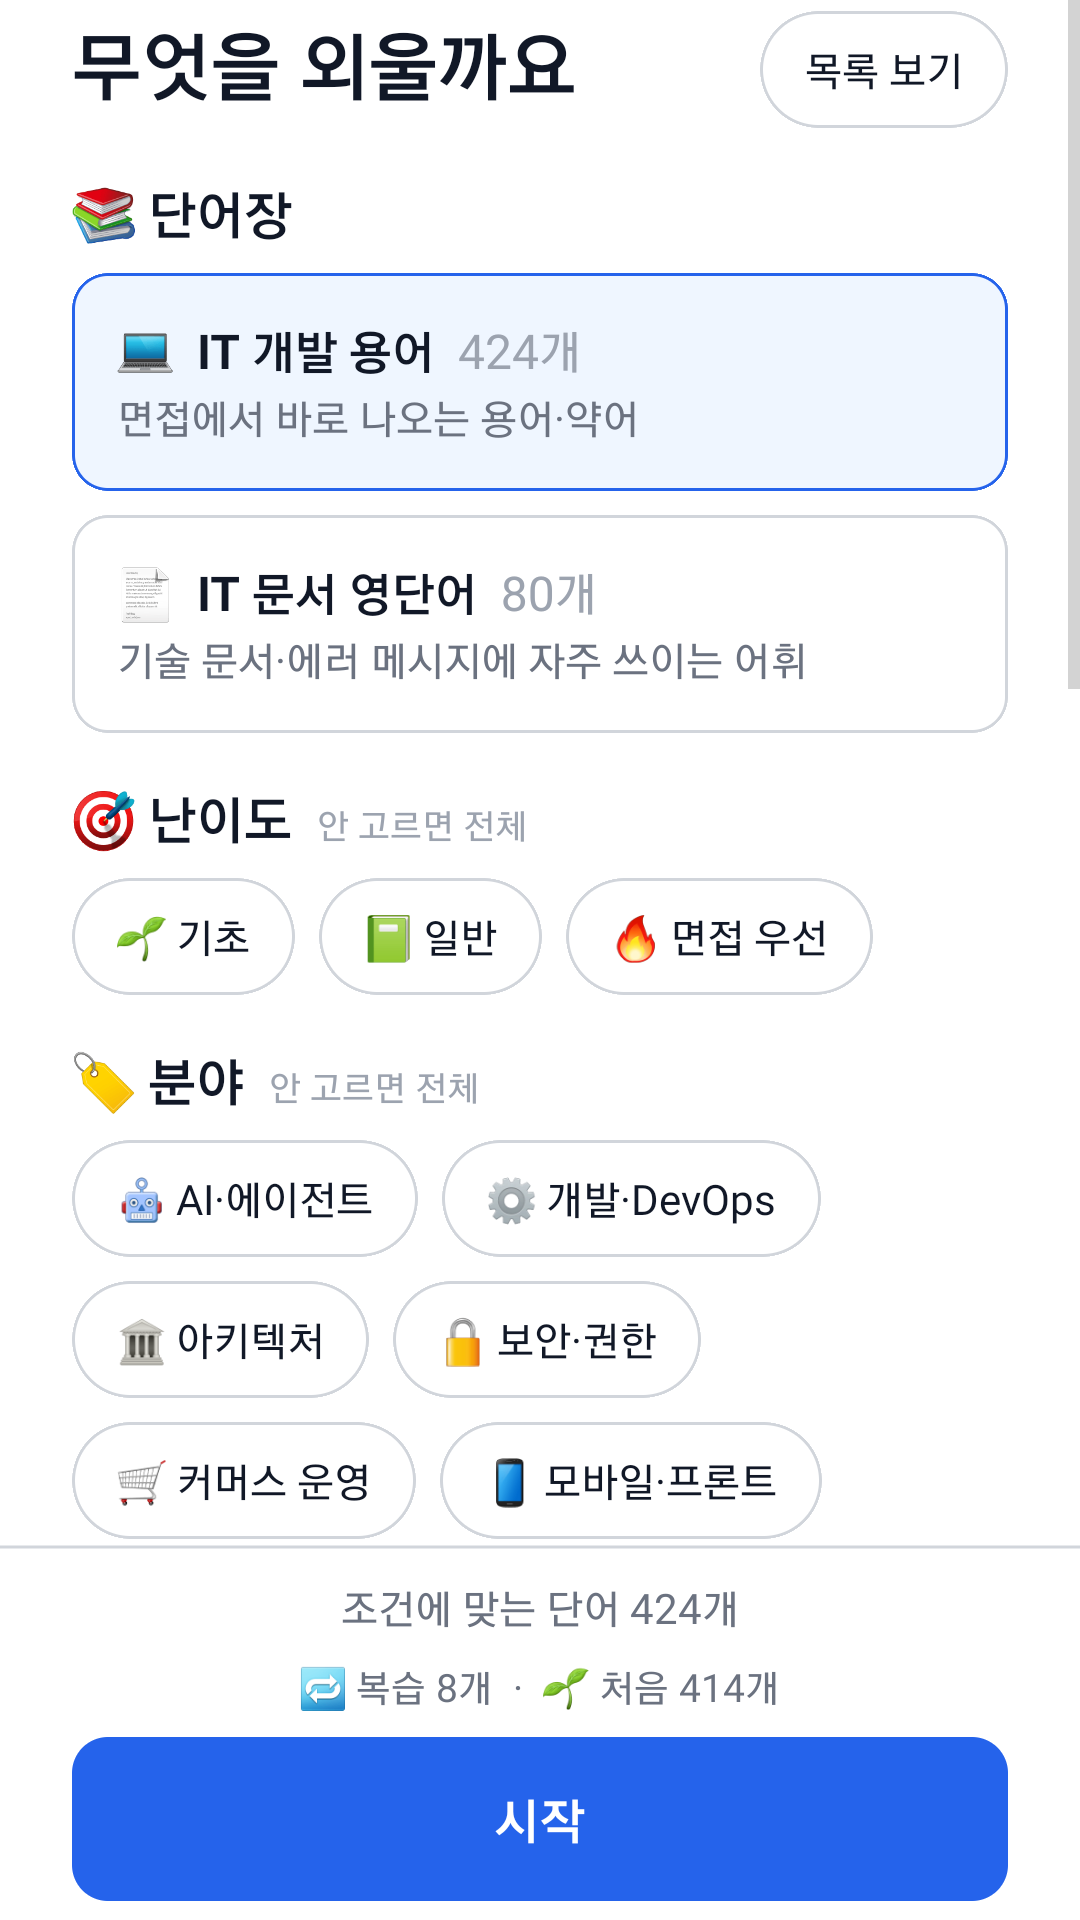 무엇을 외울까요
목록 보기
📚 단어장
💻 IT 개발 용어 424개
면접에서 바로 나오는 용어·약어
📄 IT 문서 영단어 80개
기술 문서·에러 메시지에 자주 쓰이는 어휘
🎯 난이도 안 고르면 전체
🌱 기초
📗 일반
🔥 면접 우선
🏷️ 분야 안 고르면 전체
🤖 AI·에이전트
⚙️ 개발·DevOps
🏛️ 아키텍처
🔒 보안·권한
🛒 커머스 운영
📱 모바일·프론트
조건에 맞는 단어 424개
🔁 복습 8개 · 🌱 처음 414개
시작